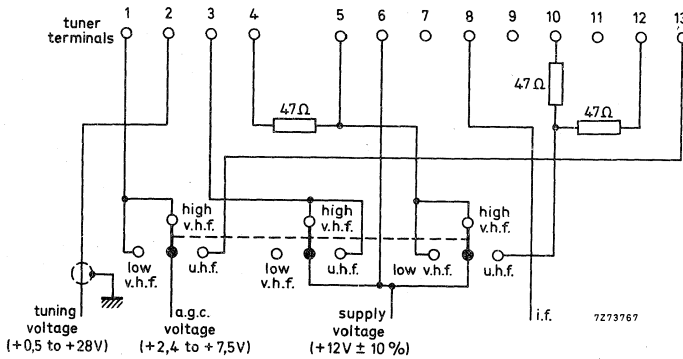 tuner terminals
1 2 3 4 5 6 7 8 9 10 11 12 13
47Ω
47Ω
47Ω
high v.h.f.
high v.h.f.
high v.h.f.
low v.h.f.
u.h.f.
low v.h.f.
u.h.f.
low v.h.f.
u.h.f.
tuning voltage
(+0,5 to +28V)
a.g.c. voltage
(+2,4 to +7,5V)
supply voltage
(+12V ± 10 %)
i.f.
7Z73767